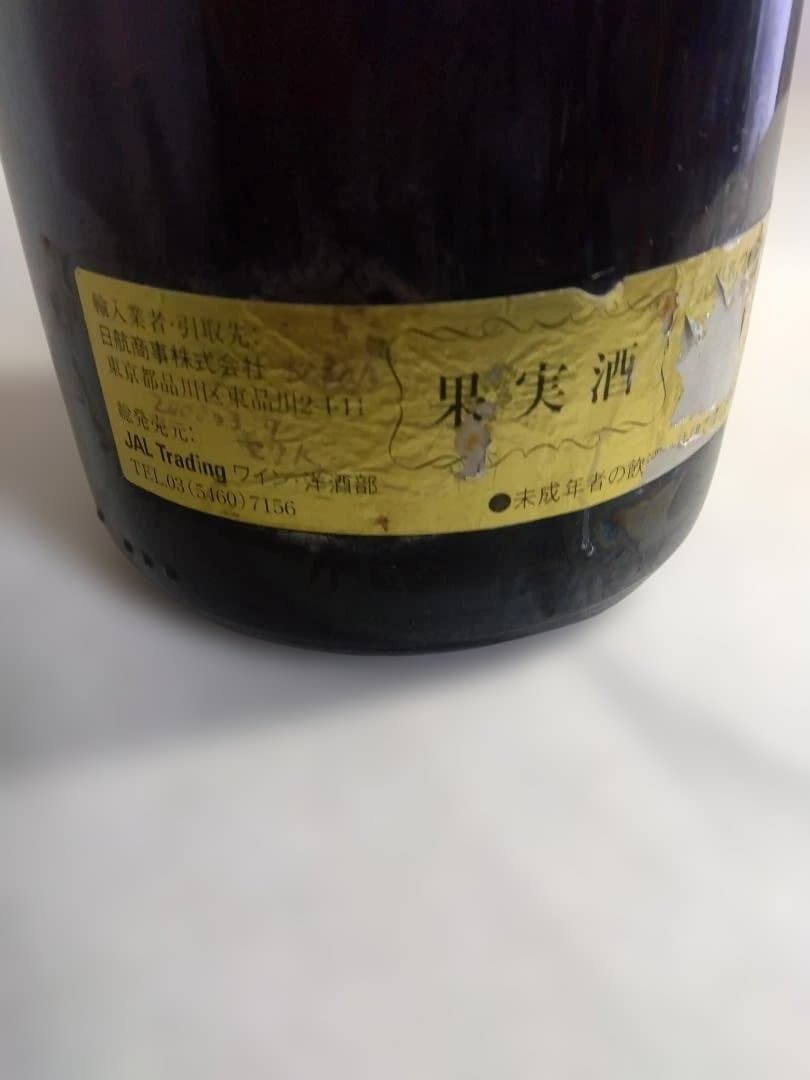 輸入業者・引取先:
日航商事株式会社
東京都品川区東品川2-4-11
総発売元:
JAL Trading ワイン・洋酒部
TEL.03(5460)7156
果実酒
●未成年者の飲